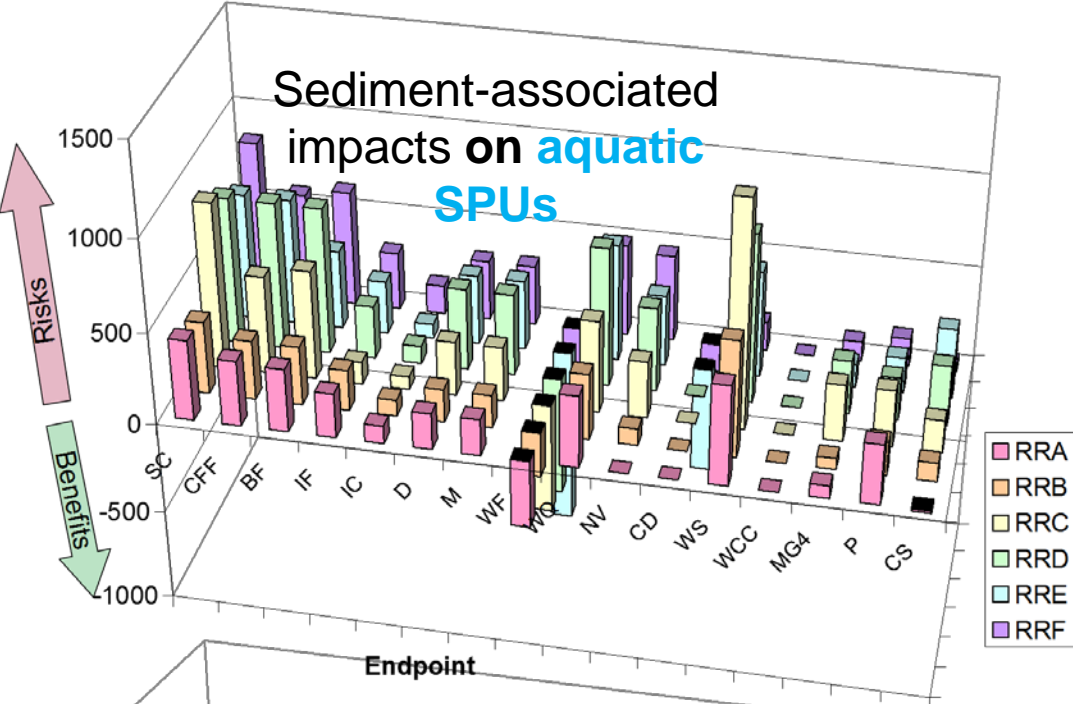 Sediment-associated
impacts on aquatic
SPUs
1500
1000
500
0
-500
-1000
Risks
Benefits
SC
CFF
BF
IF
IC
D
M
WF
WO
NV
CD
WS
WCC
MG4
P
CS
Endpoint
RRA
RRB
RRC
RRD
RRE
RRF